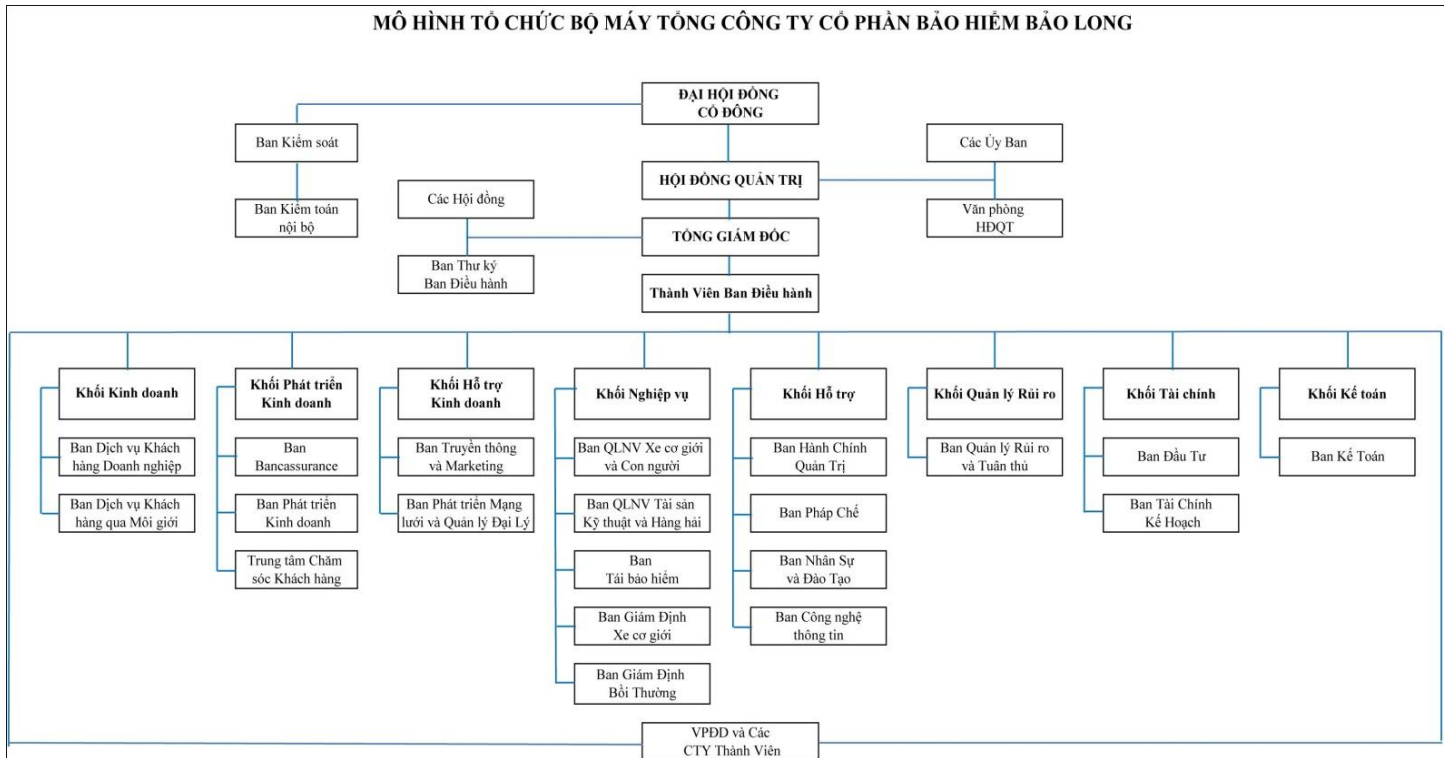 MÔ HÌNH TỔ CHỨC BỘ MÁY TỔNG CÔNG TY CỔ PHẦN BẢO HIỂM BẢO LONG
ĐẠI HỘI ĐỒNG
CỔ ĐÔNG
Ban Kiểm soát
Các Ủy Ban
HỘI ĐỒNG QUẢN TRỊ
Các Hội đồng
Ban Kiểm toán
nội bộ
Văn phòng
HĐQT
TỔNG GIÁM ĐỐC
Ban Thư ký
Ban Điều hành
Thành Viên Ban Điều hành
Khối Kinh doanh
Ban Dịch vụ Khách
hàng Doanh nghiệp
Ban Dịch vụ Khách
hàng qua Môi giới
Khối Phát triển
Kinh doanh
Ban
Bancassurance
Ban Phát triển
Kinh doanh
Trung tâm Chăm
sóc Khách hàng
Khối Hỗ trợ
Kinh doanh
Ban Truyền thông
và Marketing
Ban Phát triển Mạng
lưới và Quản lý Đại Lý
Khối Nghiệp vụ
Ban QLNV Xe cơ giới
và Con người
Ban QLNV Tài sản
Kỹ thuật và Hàng hải
Ban
Tái bảo hiểm
Ban Giám Định
Xe cơ giới
Ban Giám Định
Bồi Thường
Khối Hỗ trợ
Ban Hành Chính
Quản Trị
Ban Pháp Chế
Ban Nhân Sự
và Đào Tạo
Ban Công nghệ
thông tin
Khối Quản lý Rủi ro
Ban Quản lý Rủi ro
và Tuân thủ
Khối Tài chính
Ban Đầu Tư
Ban Tài Chính
Kế Hoạch
Khối Kế toán
Ban Kế Toán
VPĐD và Các
CTY Thành Viên